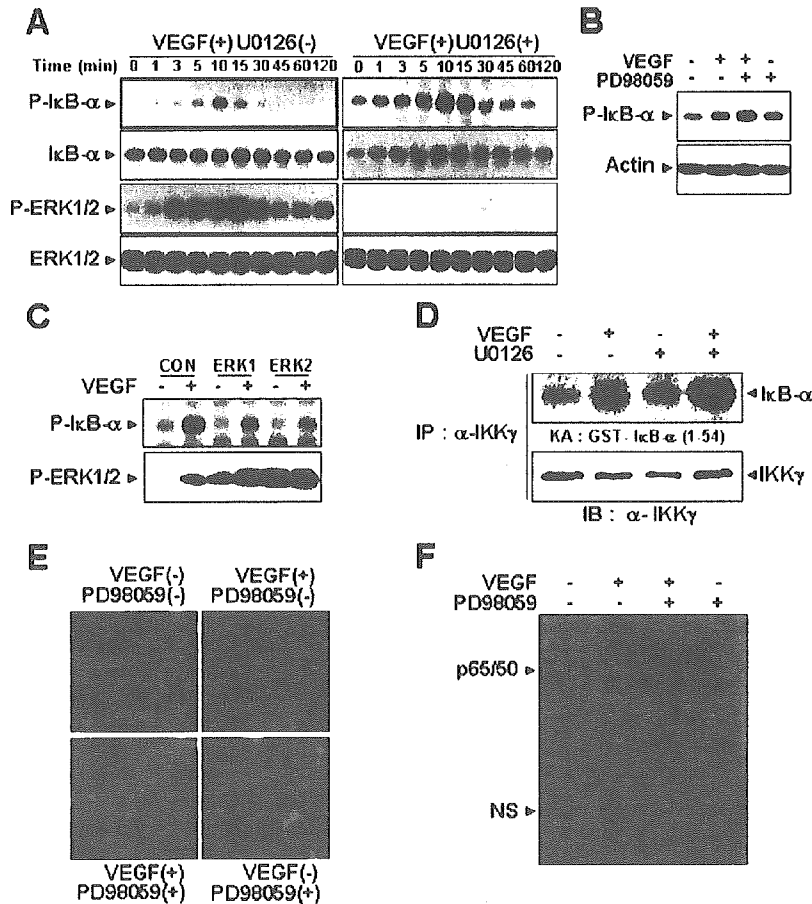 A
VEGF(+) U0126(-) VEGF(+)U0126(+)
Time (min) 0 1 3 5 10 15 30 45 60 120 0 1 3 5 10 15 30 45 60 120
P-IκB-α
IκB-α
P-ERK1/2
ERK1/2
B
VEGF - + + -
PD98059 - - + +
P-IκB-α
Actin
C
CON ERK1 ERK2
VEGF - + - + - +
P-IκB-α
P-ERK1/2
D
VEGF - + - +
U0126 - - + +
IκB-α
IP : α-IKKγ
KA : GST - IκB-α (1-54)
IKKγ
IB : α-IKKγ
E
VEGF(-) VEGF(+)
PD98059(-) PD98059(-)
VEGF(+) VEGF(-)
PD98059(+) PD98059(+)
F
VEGF - + + -
PD98059 - - + +
p65/50
NS